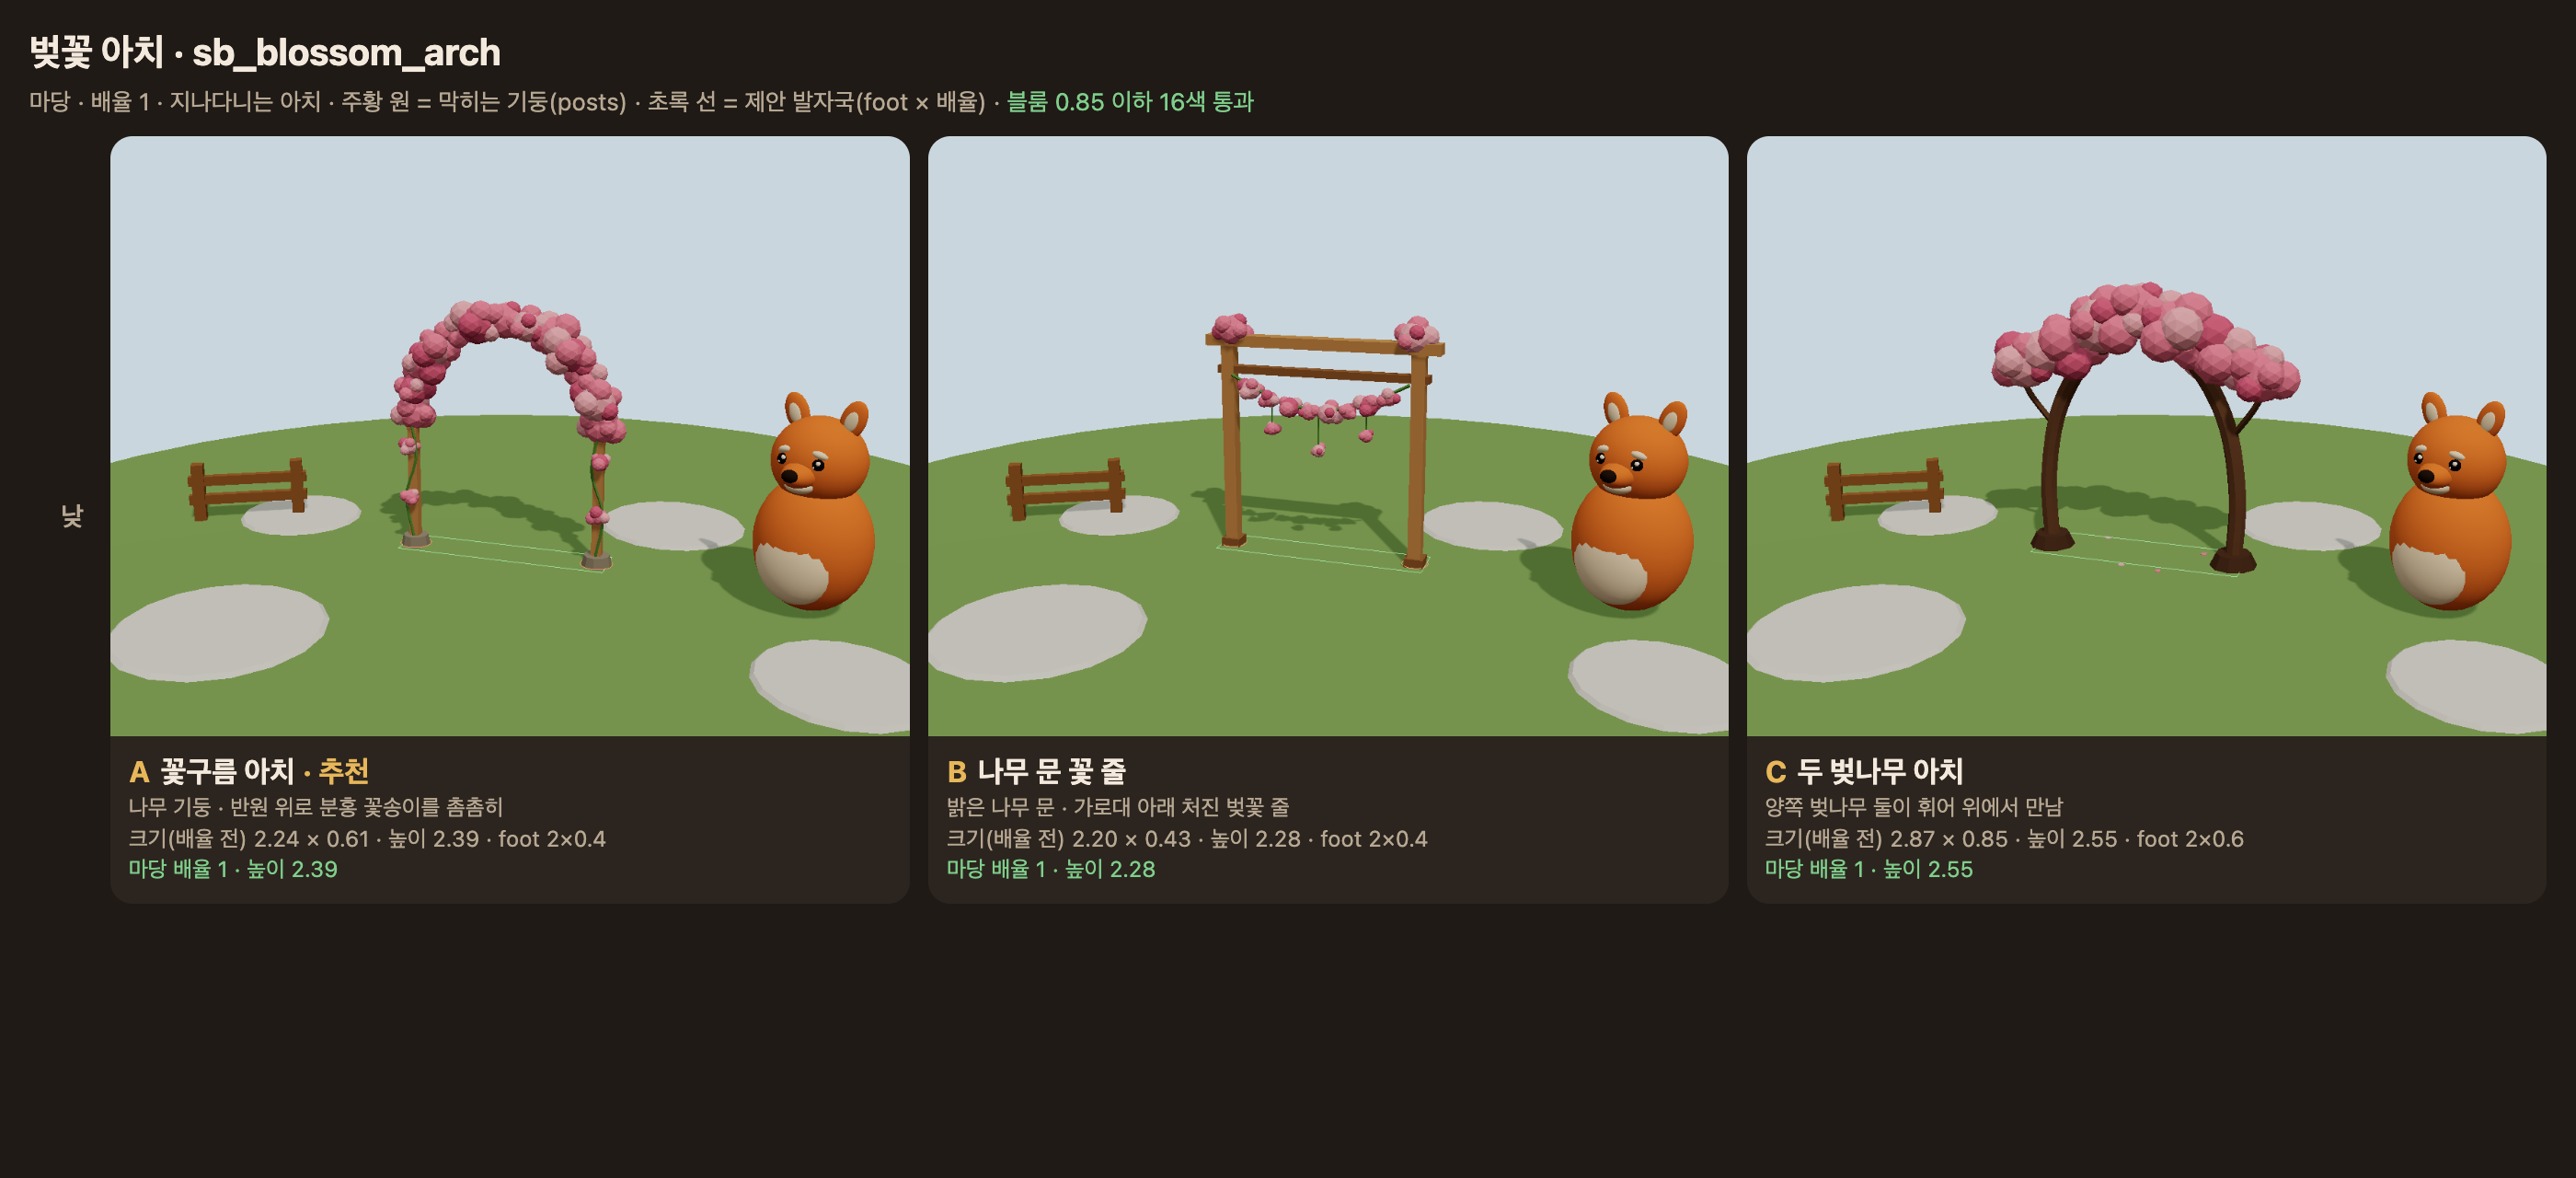 벚꽃 아치 · sb_blossom_arch
마당 · 배율 1 · 지나다니는 아치 · 주황 원 = 막히는 기둥(posts) · 초록 선 = 제안 발자국(foot × 배율) · 블룸 0.85 이하 16색 통과
낮
A 꽃구름 아치 · 추천
나무 기둥 · 반원 위로 분홍 꽃송이를 촘촘히
크기(배율 전) 2.24 × 0.61 · 높이 2.39 · foot 2×0.4
마당 배율 1 · 높이 2.39
B 나무 문 꽃 줄
밝은 나무 문 · 가로대 아래 처진 벚꽃 줄
크기(배율 전) 2.20 × 0.43 · 높이 2.28 · foot 2×0.4
마당 배율 1 · 높이 2.28
C 두 벚나무 아치
양쪽 벚나무 둘이 휘어 위에서 만남
크기(배율 전) 2.87 × 0.85 · 높이 2.55 · foot 2×0.6
마당 배율 1 · 높이 2.55